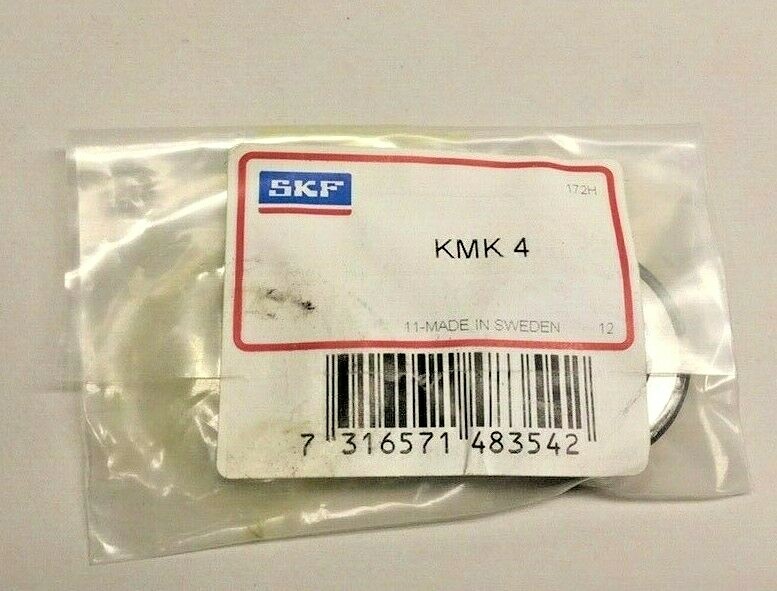 SKF
172H
KMK 4
11-MADE IN SWEDEN 12
7 316571 483542